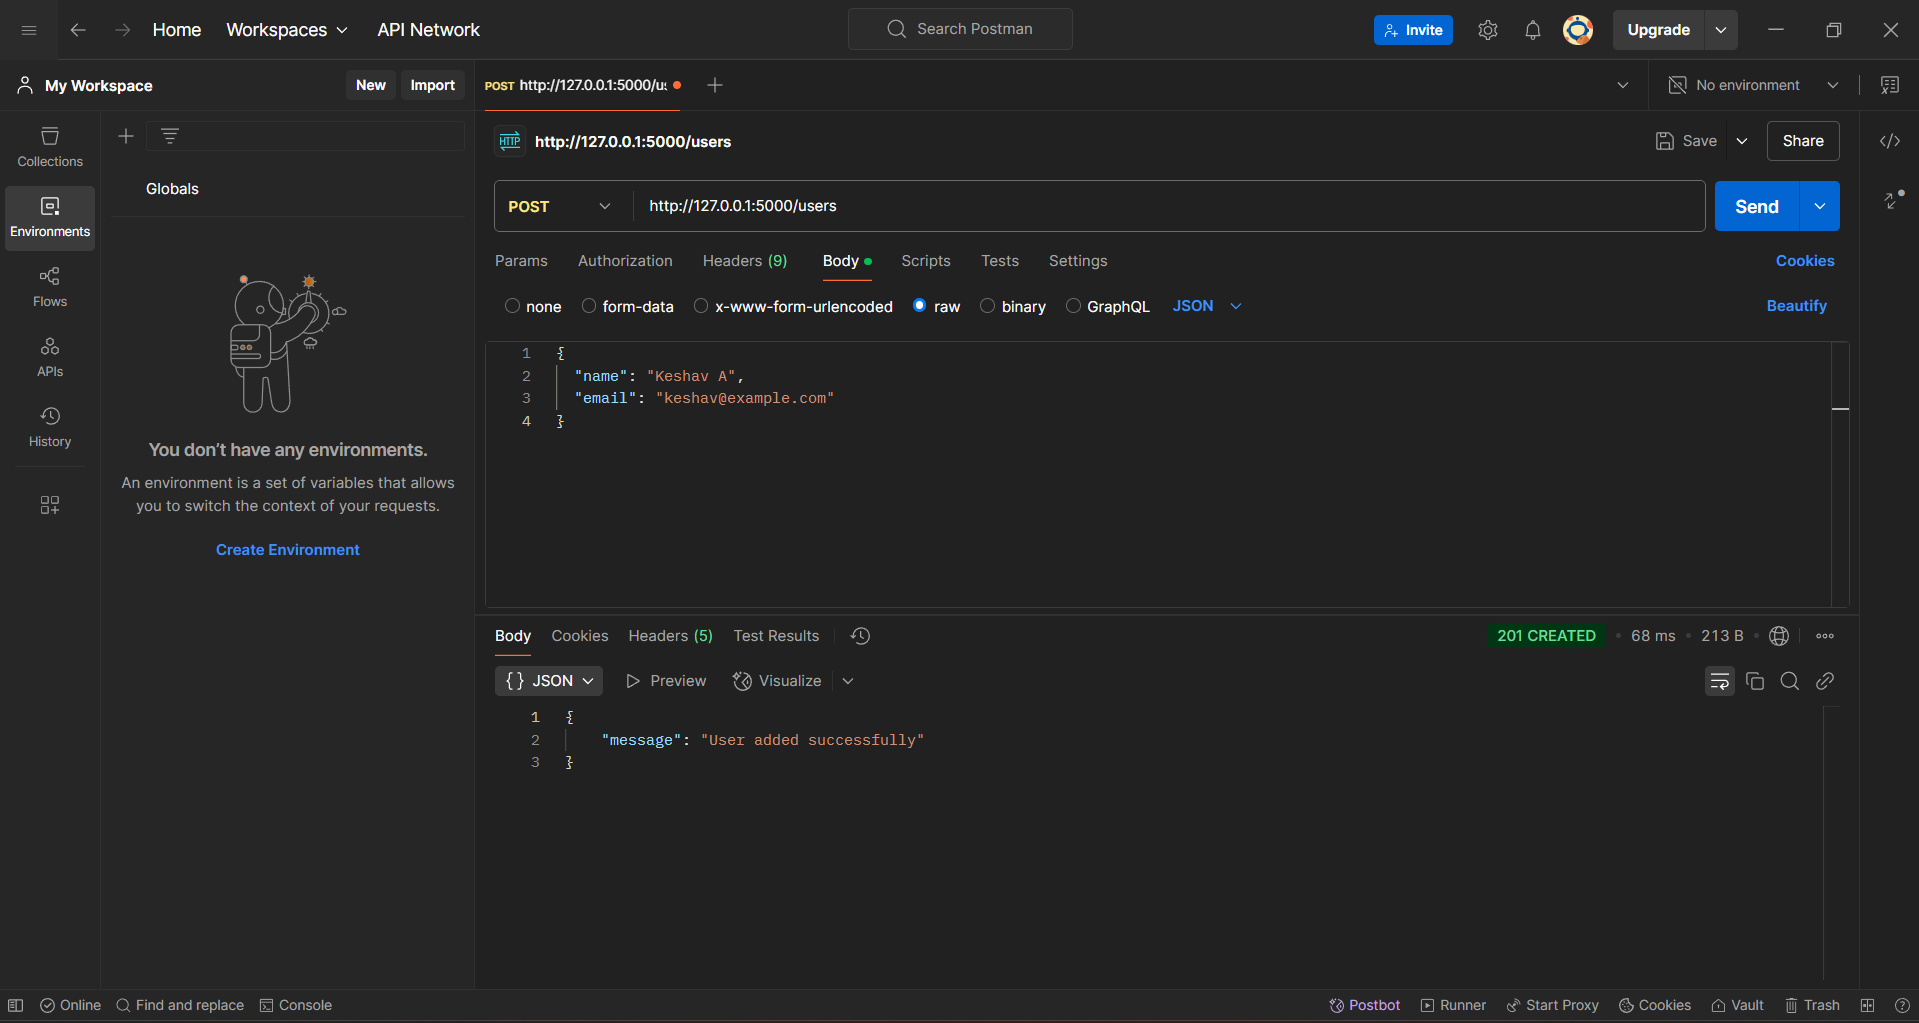 Home
Workspaces
API Network
Search Postman
Invite
Upgrade
My Workspace
New
Import
POST http://127.0.0.1:5000/us
No environment
Collections
Environments
Flows
APIs
History
Globals
You don't have any environments.
An environment is a set of variables that allows
you to switch the context of your requests.
Create Environment
HTTP
http://127.0.0.1:5000/users
Save
Share
</>
POST
http://127.0.0.1:5000/users
Send
Params
Authorization
Headers (9)
Body
Scripts
Tests
Settings
Cookies
none
form-data
x-www-form-urlencoded
raw
binary
GraphQL
JSON
Beautify
1 {
2 "name": "Keshav A",
3 "email": "keshav@example.com"
4 }
Body
Cookies
Headers (5)
Test Results
201 CREATED
68 ms
213 B
{} JSON
Preview
Visualize
1 {
2 "message": "User added successfully"
3 }
Online
Find and replace
Console
Postbot
Runner
Start Proxy
Cookies
Vault
Trash